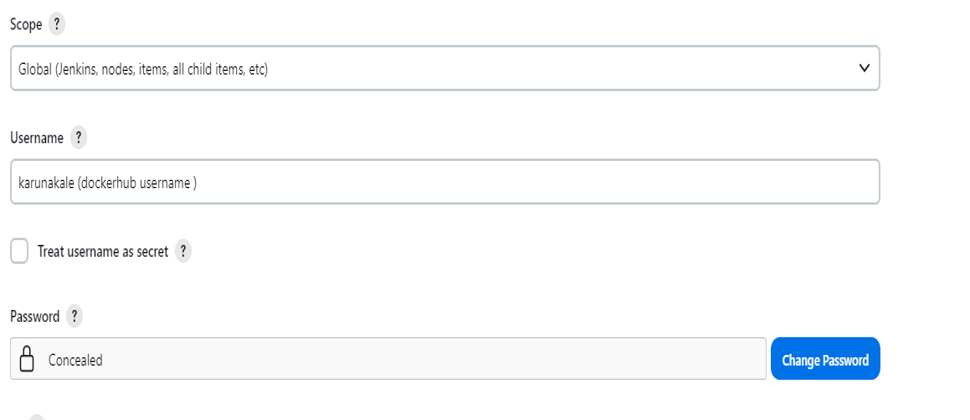 Scope ?
Global (Jenkins, nodes, items, all child items, etc)
Username ?
karunakale (dockerhub username )
Treat username as secret ?
Password ?
Concealed
Change Password